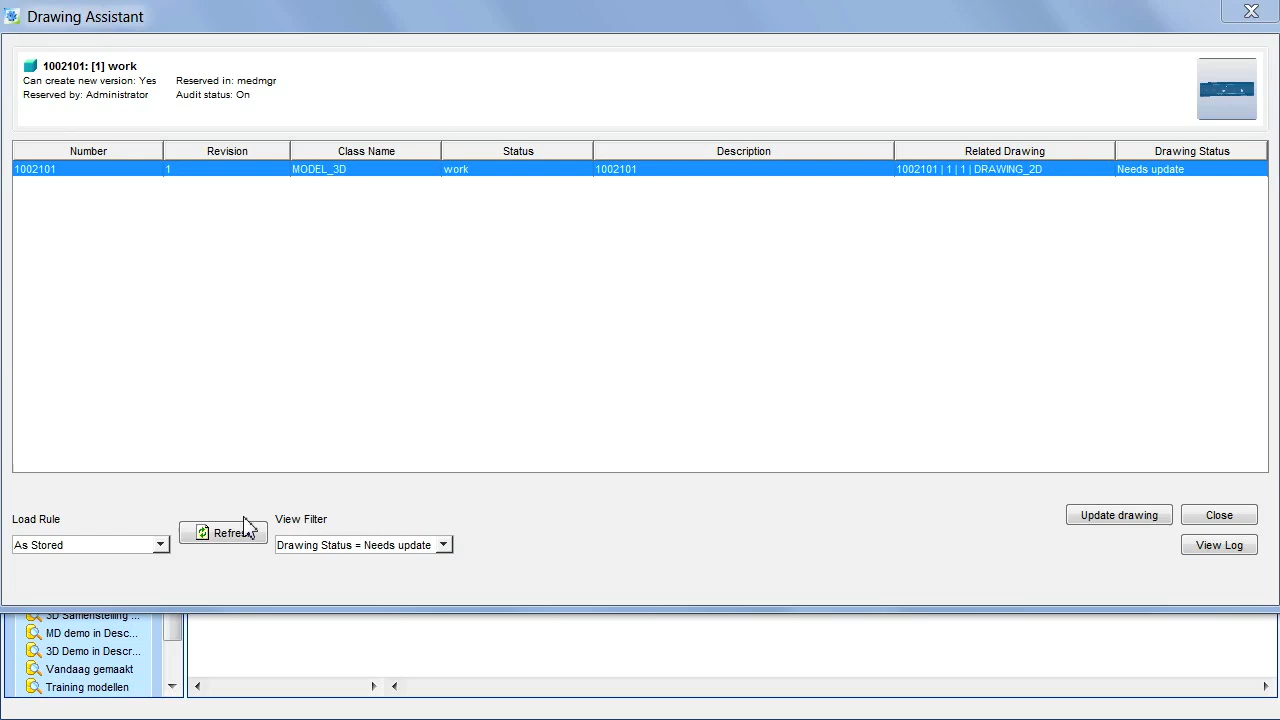 Drawing Assistant
1002101: [1] work
Can create new version: Yes Reserved in: medmgr
Reserved by: Administrator Audit status: On
Number Revision Class Name Status Description Related Drawing Drawing Status
1002101 1 MODEL_3D work 1002101 1002101 | 1 | 1 | DRAWING_2D Needs update
Load Rule View Filter Update drawing Close
As Stored Drawing Status = Needs update View Log
3D Samenstelling ...
MD demo in Desc...
3D Demo in Descr...
Vandaag gemaakt
Training modellen